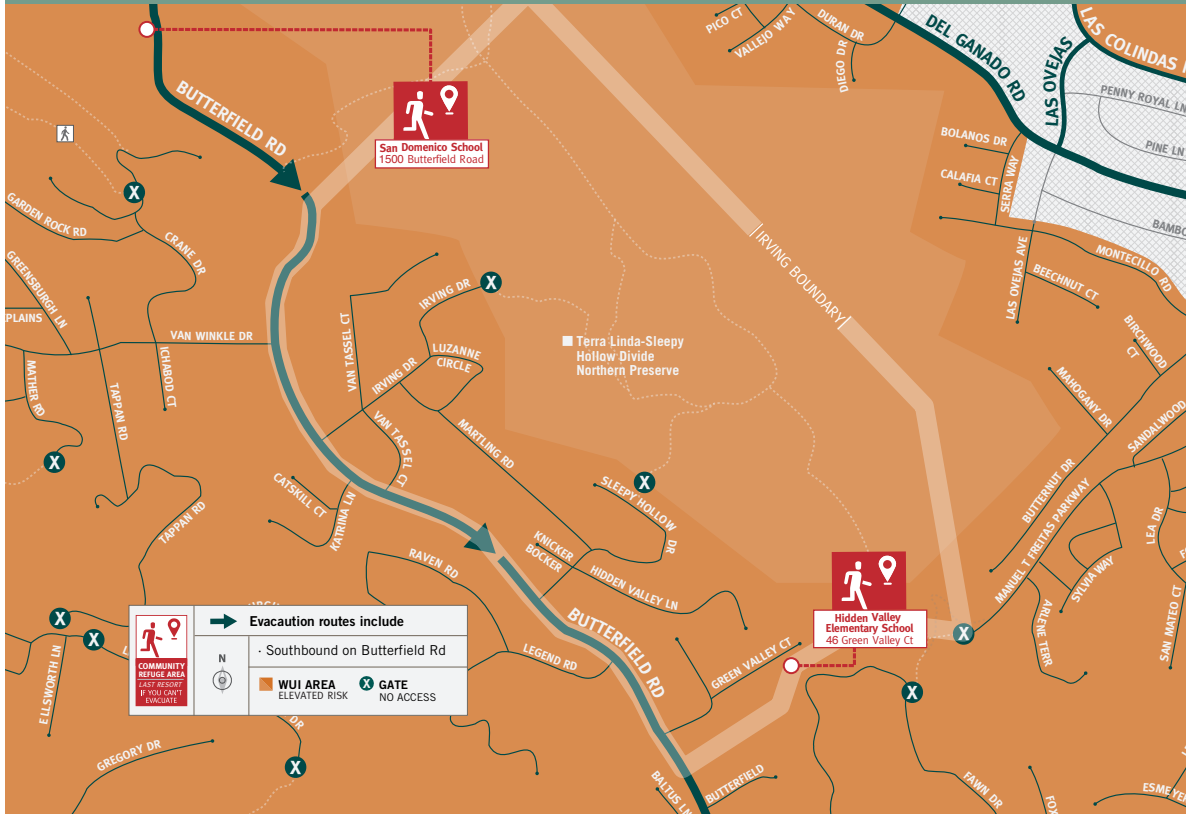 PICO CT
VALLEJO WAY
DURAN DR
DIEGO DR
DEL GANADO RD
LAS OVEJAS
LAS COLINDAS
PENNY ROYAL LN
PINE LN
BAMBO
BUTTERFIELD RD
San Domenico School
1500 Butterfield Road
BOLANOS DR
CALAFIA CT
SERRA WAY
GARDEN ROCK RD
CRANE DR
GREENSBURGH LN
PLAINS
VAN WINKLE DR
ICHABOD CT
MATHER RD
TAPPAN RD
TAPPAN RD
VAN TASSEL CT
IRVING DR
LUZANNE
CIRCLE
IRVING DR
VAN TASSEL CT
MARTLING RD
IRVING BOUNDARY
Terra Linda-Sleepy
Hollow Divide
Northern Preserve
LAS OVEJAS AVE
BEECHNUT CT
MONTECILLO RD
BIRCHWOOD
CT
MAHOGANY DR
SANDALWOOD
BUTTERNUT DR
MANUEL T FREITAS PARKWAY
LEA DR
SYLVIA WAY
ARLENE TERR
SAN MATEO CT
CATSKILL CT
KATRINA LN
SLEEPY HOLLOW
DR
KNICKER
BOCKER
HIDDEN VALLEY LN
RAVEN RD
LEGEND RD
BUTTERFIELD RD
GREEN VALLEY CT
Hidden Valley
Elementary School
46 Green Valley Ct
ELLSWORTH LN
COMMUNITY
REFUGE AREA
LAST RESORT
IF YOU CAN'T
EVACUATE
N
Evacaution routes include
· Southbound on Butterfield Rd
WUI AREA
ELEVATED RISK
X GATE
NO ACCESS
DR
GREGORY DR
BALTUS LN
BUTTERFIELD
FAWN DR
FOX
ESMEYER
X
X
X
X
X
X
X
X
X